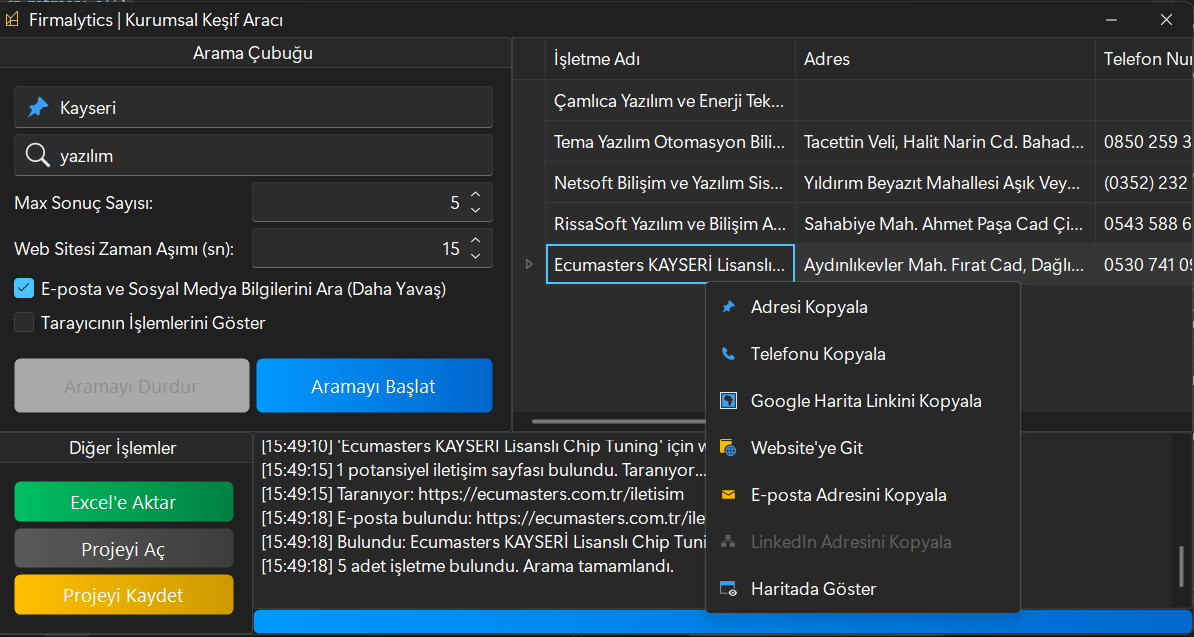 Firmalytics | Kurumsal Keşif Aracı
Arama Çubuğu
Kayseri
yazılım
Max Sonuç Sayısı:
5
Web Sitesi Zaman Aşımı (sn):
15
E-posta ve Sosyal Medya Bilgilerini Ara (Daha Yavaş)
Tarayıcının İşlemlerini Göster
Aramayı Durdur
Aramayı Başlat
İşletme Adı Adres Telefon Nu
Çamlıca Yazılım ve Enerji Tek...
Tema Yazılım Otomasyon Bili... Tacettin Veli, Halit Narin Cd. Bahad... 0850 259 3
Netsoft Bilişim ve Yazılım Sis... Yıldırım Beyazıt Mahallesi Aşık Vey... (0352) 232
RissaSoft Yazılım ve Bilişim A... Sahabiye Mah. Ahmet Paşa Cad Çi... 0543 588 6
Ecumasters KAYSERİ Lisanslı... Aydınlıkevler Mah. Fırat Cad, Dağlı... 0530 741 09
Adresi Kopyala
Telefonu Kopyala
Google Harita Linkini Kopyala
Website'ye Git
E-posta Adresini Kopyala
LinkedIn Adresini Kopyala
Haritada Göster
Diğer İşlemler
Excel'e Aktar
Projeyi Aç
Projeyi Kaydet
[15:49:10] 'Ecumasters KAYSERİ Lisanslı Chip Tuning' için w
[15:49:15] 1 potansiyel iletişim sayfası bulundu. Taranıyor...
[15:49:15] Taranıyor: https://ecumasters.com.tr/iletisim
[15:49:18] E-posta bulundu: https://ecumasters.com.tr/ile
[15:49:18] Bulundu: Ecumasters KAYSERİ Lisanslı Chip Tuni
[15:49:18] 5 adet işletme bulundu. Arama tamamlandı.